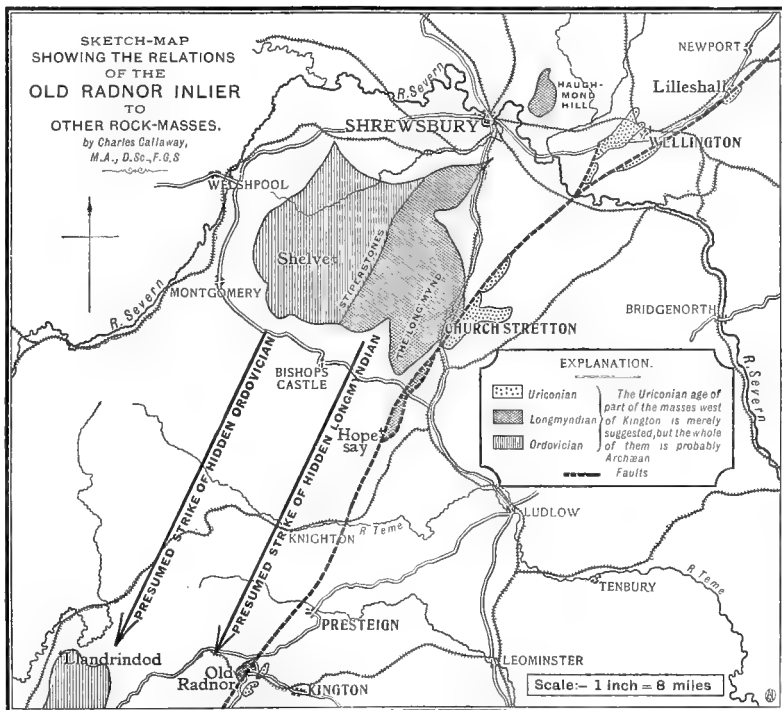 SKETCH-MAP
SHOWING THE RELATIONS
OF THE
OLD RADNOR INLIER
TO
OTHER ROCK-MASSES.
by Charles Callaway,
M.A., D.Sc., F.G.S
NEWPORT
Lilleshall
R. Severn
HAUGH-
MOND
HILL
SHREWSBURY
WELLINGTON
WELSHPOOL
Shelve
STIPERSTONES
THE LONGMYND
MONTGOMERY
R. Severn
BRIDGENORTH
CHURCH STRETTON
R. Severn
BISHOPS
CASTLE
Hope
say
EXPLANATION.
Uriconian
Longmyndian
Ordovician
The Uriconian age of
part of the masses west
of Kington is merely
suggested, but the whole
of them is probably
Archæan
Faults
PRESUMED STRIKE OF HIDDEN ORDOVICIAN
PRESUMED STRIKE OF HIDDEN LONGMYNDIAN
KNIGHTON
R Teme
LUDLOW
TENBURY
R. Teme
PRESTEIGN
Llandrindod
Old
Radnor
KINGTON
LEOMINSTER
Scale:- 1 inch = 8 miles